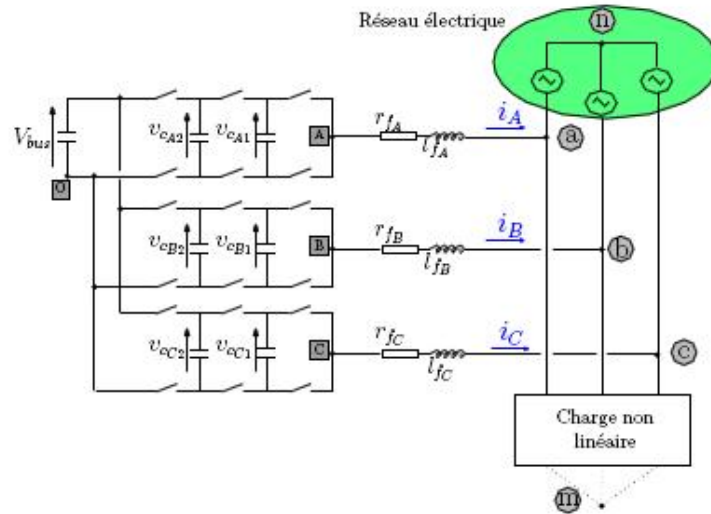 Réseau électrique
n
V_bus
O
v_cA2
v_cA1
A
r_fA
l_fA
i_A
a
v_cB2
v_cB1
B
r_fB
l_fB
i_B
b
v_cC2
v_cC1
C
r_fC
l_fC
i_C
c
Charge non
linéaire
m